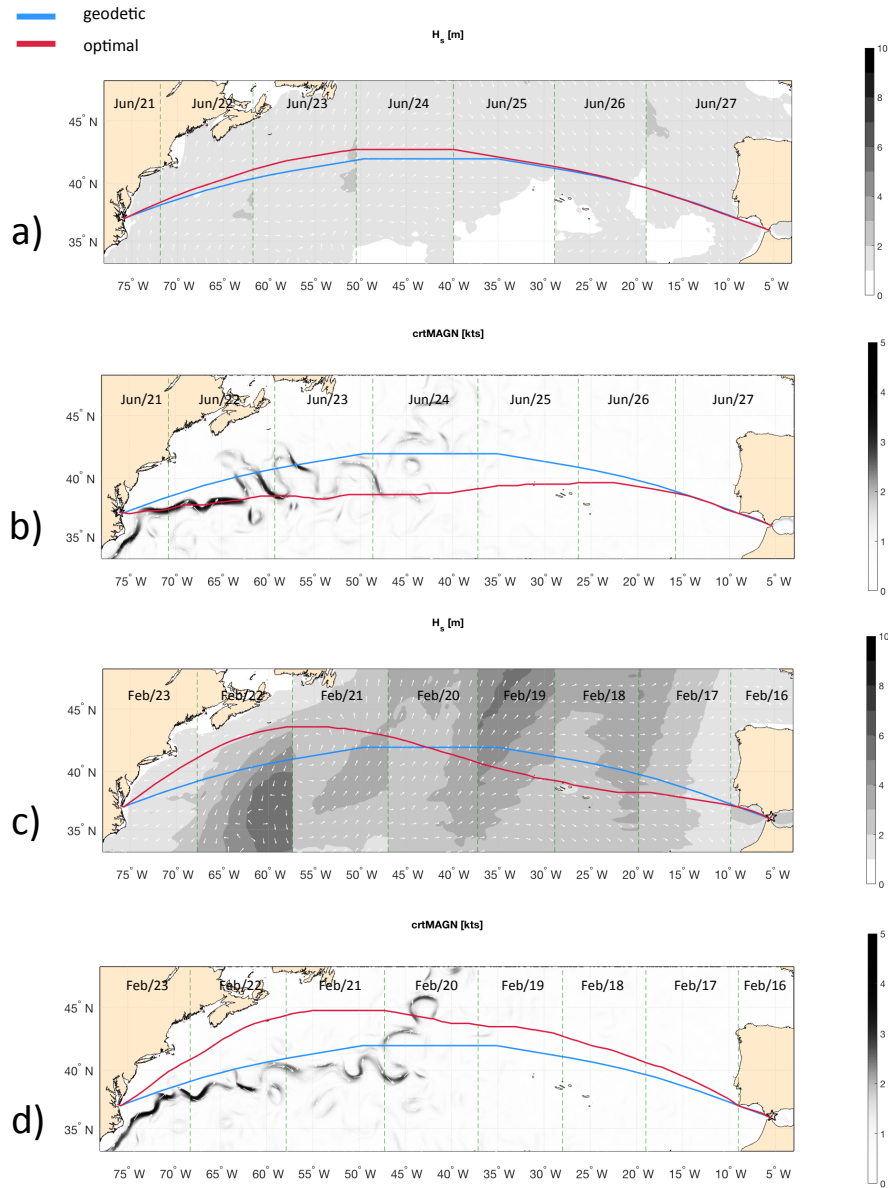 geodetic
optimal
H_s [m]
Jun/21 Jun/22 Jun/23 Jun/24 Jun/25 Jun/26 Jun/27
10
8
6
4
2
0
45° N
40° N
35° N
a)
75° W 70° W 65° W 60° W 55° W 50° W 45° W 40° W 35° W 30° W 25° W 20° W 15° W 10° W 5° W
crtMAGN [kts]
Jun/21 Jun/22 Jun/23 Jun/24 Jun/25 Jun/26 Jun/27
5
4
3
2
1
0
45° N
40° N
35° N
b)
75° W 70° W 65° W 60° W 55° W 50° W 45° W 40° W 35° W 30° W 25° W 20° W 15° W 10° W 5° W
H_s [m]
Feb/23 Feb/22 Feb/21 Feb/20 Feb/19 Feb/18 Feb/17 Feb/16
10
8
6
4
2
0
45° N
40° N
35° N
c)
75° W 70° W 65° W 60° W 55° W 50° W 45° W 40° W 35° W 30° W 25° W 20° W 15° W 10° W 5° W
crtMAGN [kts]
Feb/23 Feb/22 Feb/21 Feb/20 Feb/19 Feb/18 Feb/17 Feb/16
5
4
3
2
1
0
45° N
40° N
35° N
d)
75° W 70° W 65° W 60° W 55° W 50° W 45° W 40° W 35° W 30° W 25° W 20° W 15° W 10° W 5° W